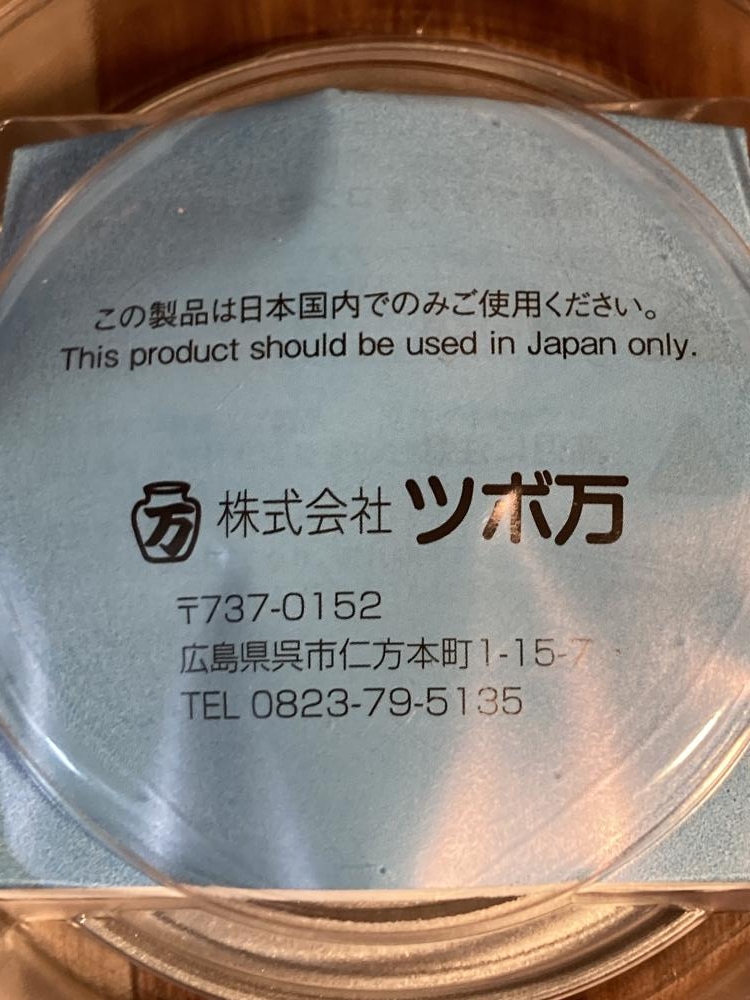 この製品は日本国内でのみご使用ください。
This product should be used in Japan only.
万 株式会社 ツボ万
〒737-0152
広島県呉市仁方本町1-15-7
TEL 0823-79-5135